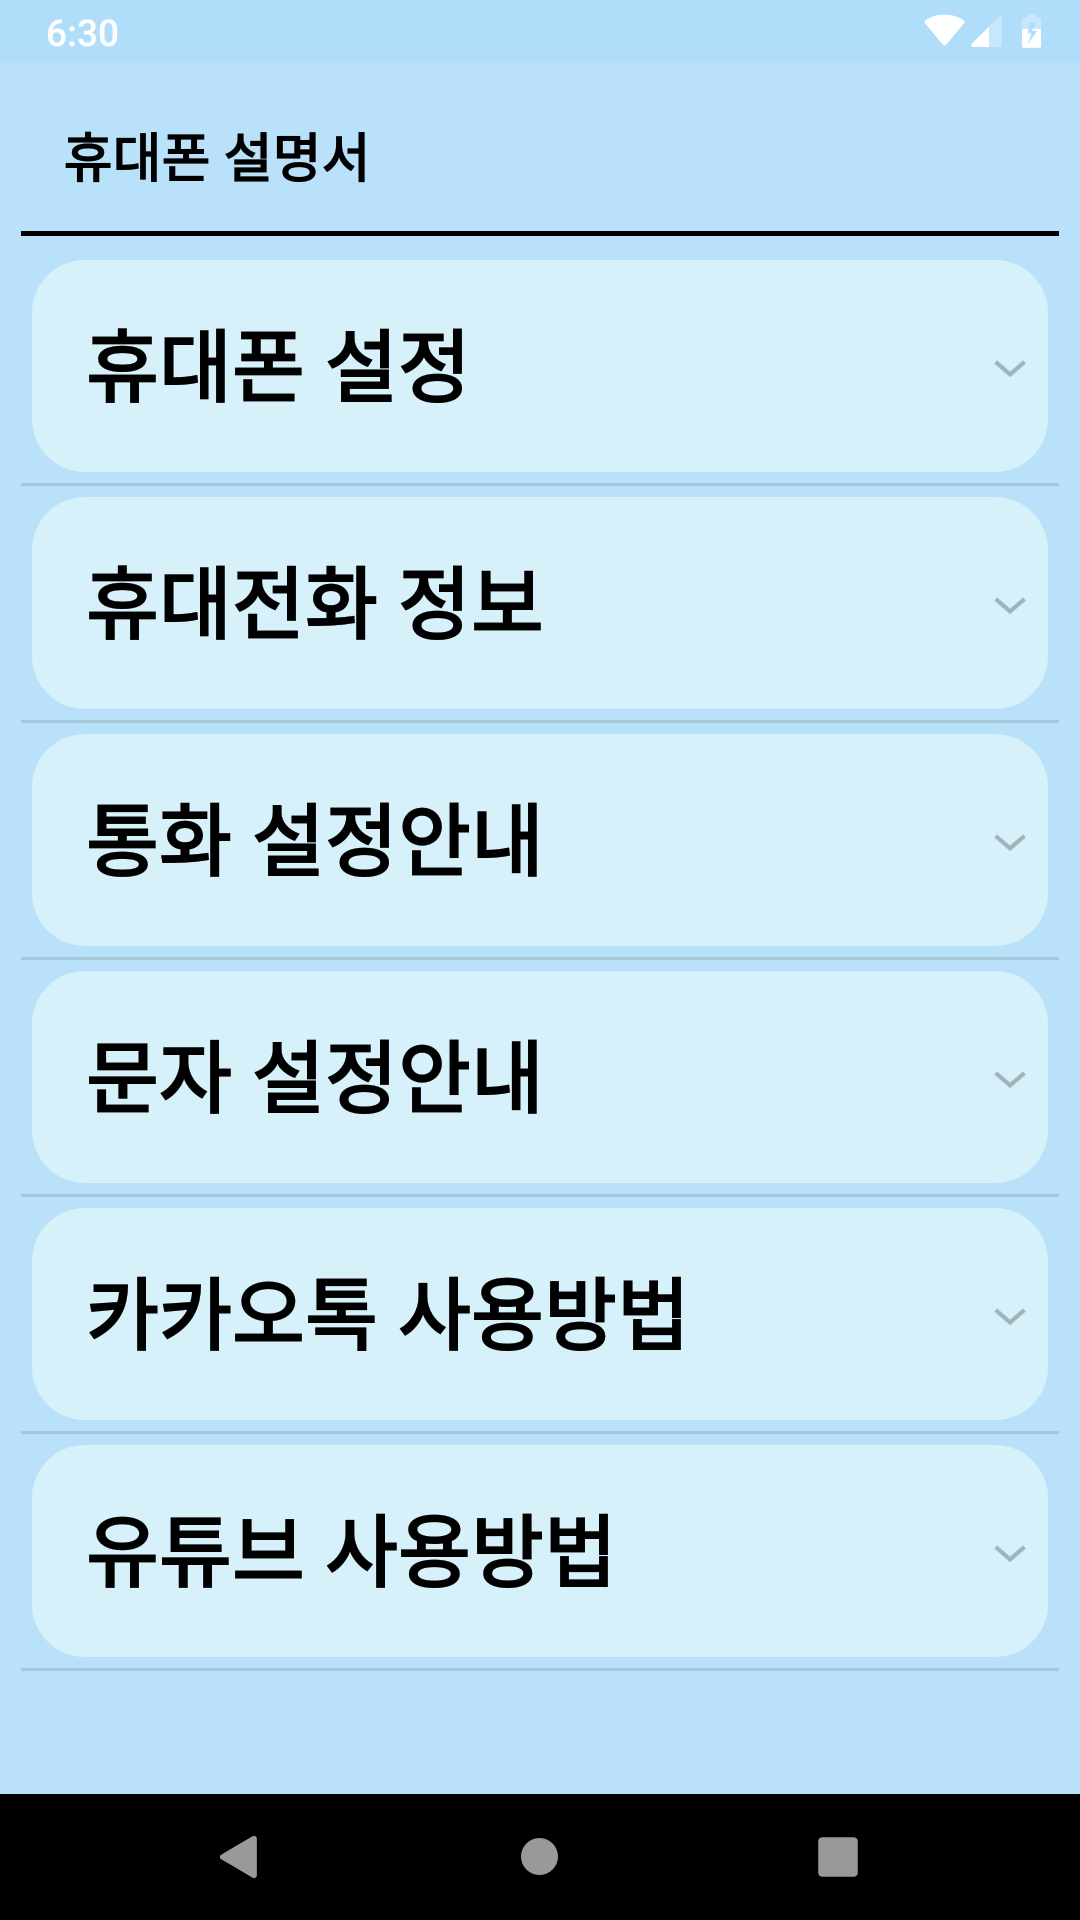 6:30
휴대폰 설명서
휴대폰 설정
휴대전화 정보
통화 설정안내
문자 설정안내
카카오톡 사용방법
유튜브 사용방법